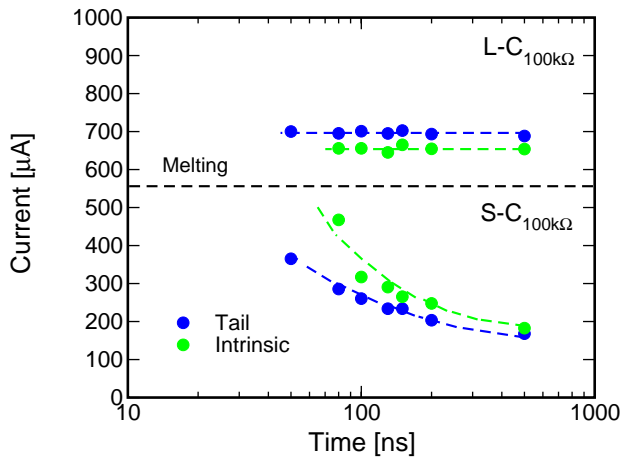 1000
900
800
700
600
500
400
300
200
100
0
Current [µA]
L-C100kΩ
Melting
S-C100kΩ
Tail
Intrinsic
10
100
1000
Time [ns]